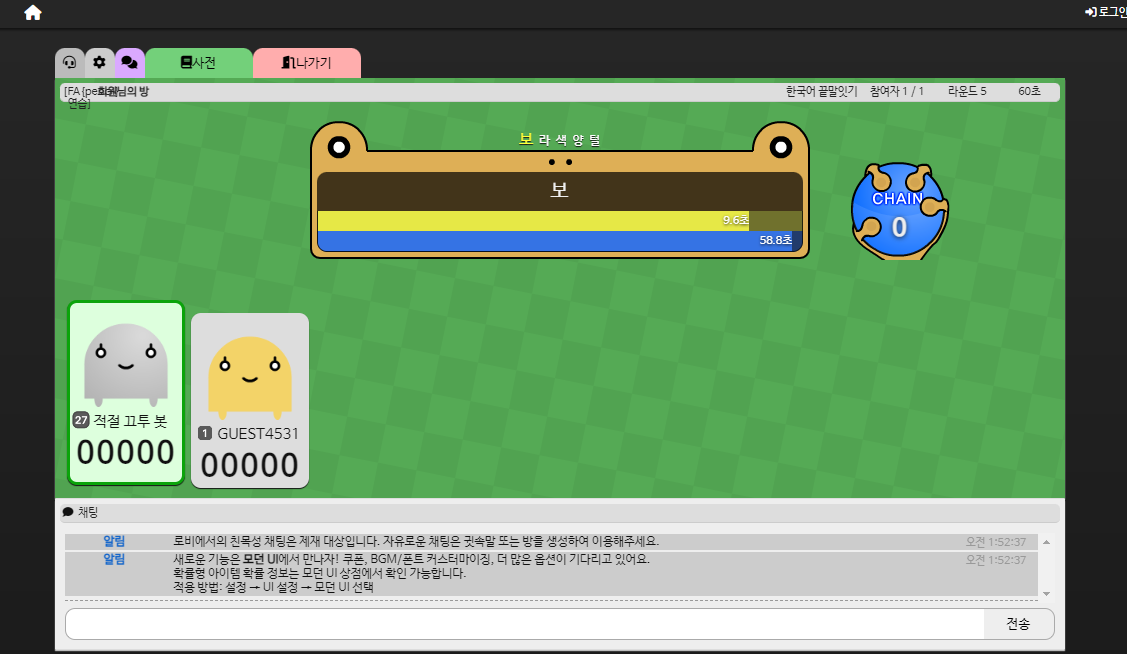 로그인
사전
나가기
[FA{pe 회원님의 방
연습]
한국어 끝말잇기 참여자 1 / 1 라운드 5 60초
보라색양털
보
9.6초
58.8초
CHAIN
0
27 적절 끄투 봇
00000
1 GUEST4531
00000
채팅
알림 로비에서의 친목성 채팅은 제재 대상입니다. 자유로운 채팅은 귓속말 또는 방을 생성하여 이용해주세요. 오전 1:52:37
알림 새로운 기능은 모던 UI에서 만나자! 쿠폰, BGM/폰트 커스터마이징, 더 많은 옵션이 기다리고 있어요. 오전 1:52:37
확률형 아이템 확률 정보는 모던 UI 상점에서 확인 가능합니다.
적용 방법: 설정 → UI 설정 → 모던 UI 선택
전송